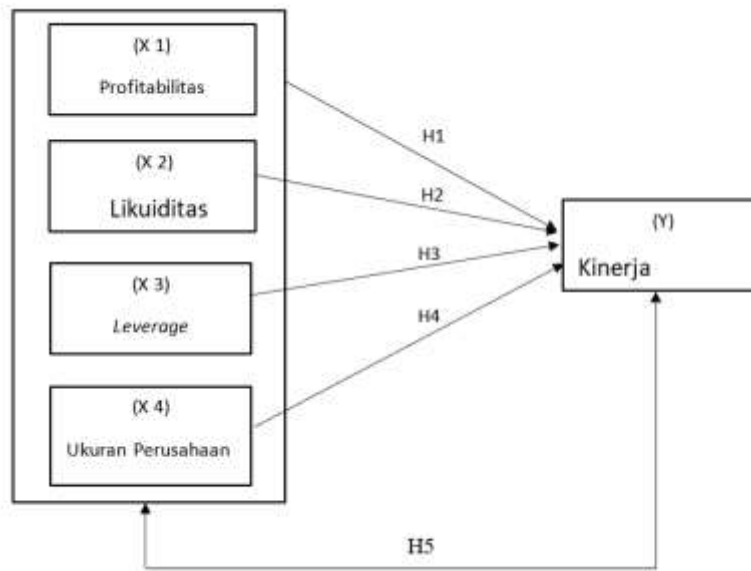 (X 1)
Profitabilitas
(X 2)
Likuiditas
(X 3)
Leverage
(X 4)
Ukuran Perusahaan
H1
H2
H3
H4
(Y)
Kinerja
H5